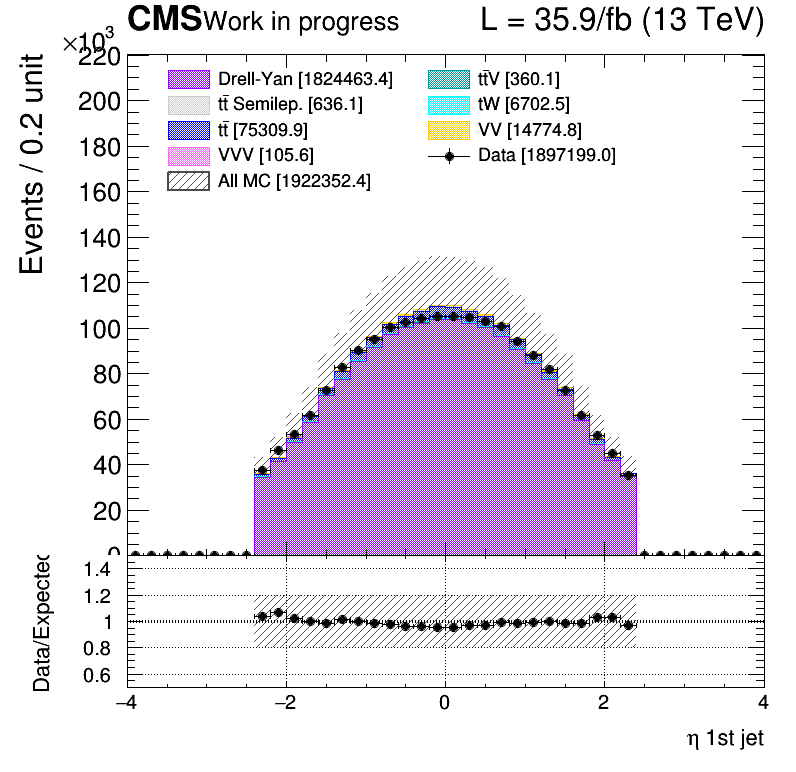 CMS Work in progress L = 35.9/fb (13 TeV)
×10³
Events / 0.2 unit
220
200
180
160
140
120
100
80
60
40
20
0
Drell-Yan [1824463.4]
tt̄ Semilep. [636.1]
tt̄ [75309.9]
VVV [105.6]
All MC [1922352.4]
tt̄V [360.1]
tW [6702.5]
VV [14774.8]
Data [1897199.0]
Data/Expected
1.4
1.2
1
0.8
0.6
−4 −2 0 2 4
η 1st jet